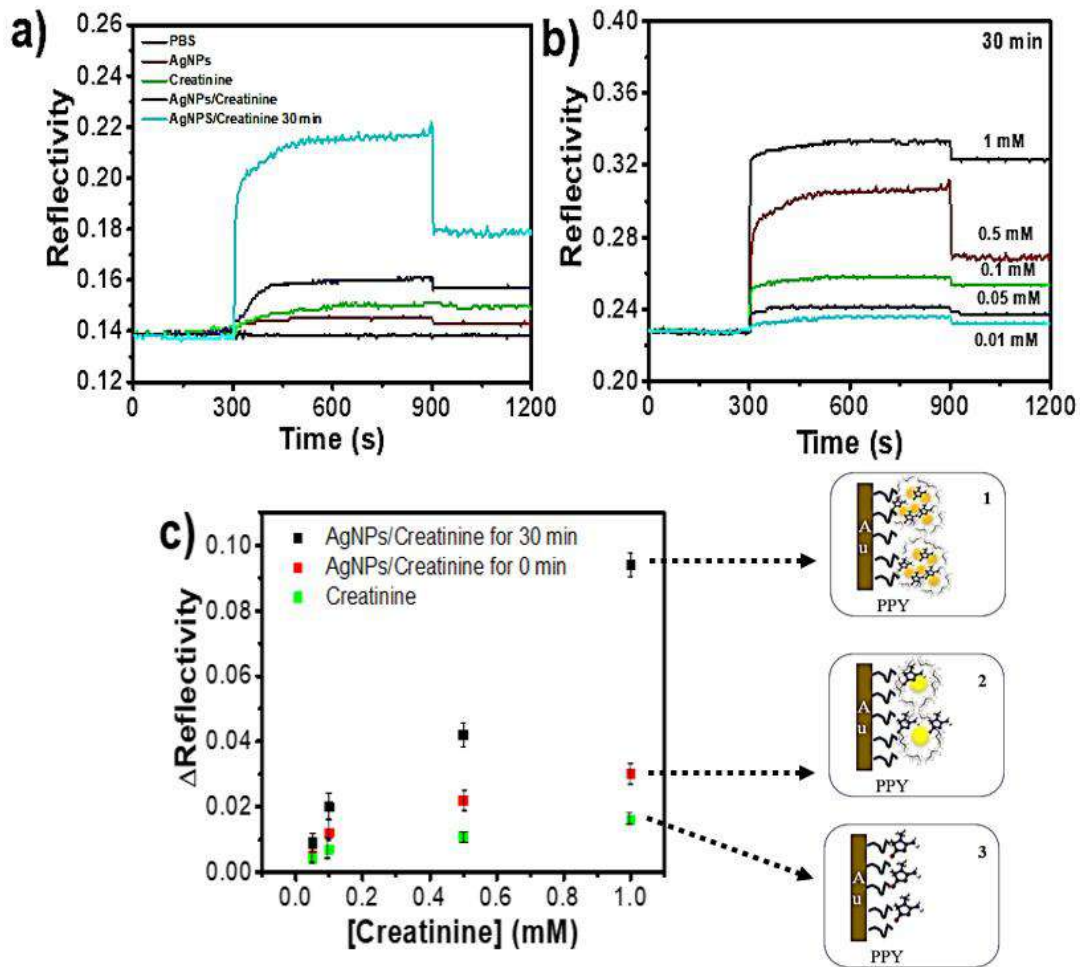 a)
0.26
0.24
0.22
0.20
0.18
0.16
0.14
0.12
Reflectivity
PBS
AgNPs
Creatinine
AgNPs/Creatinine
AgNPS/Creatinine 30 min
0 300 600 900 1200
Time (s)
b)
0.40
0.36
0.32
0.28
0.24
0.20
Reflectivity
30 min
1 mM
0.5 mM
0.1 mM
0.05 mM
0.01 mM
0 300 600 900 1200
Time (s)
c)
0.10
0.08
0.06
0.04
0.02
0.00
ΔReflectivity
AgNPs/Creatinine for 30 min
AgNPs/Creatinine for 0 min
Creatinine
0.0 0.2 0.4 0.6 0.8 1.0
[Creatinine] (mM)
1
A
u
PPY
2
A
u
PPY
3
A
u
PPY